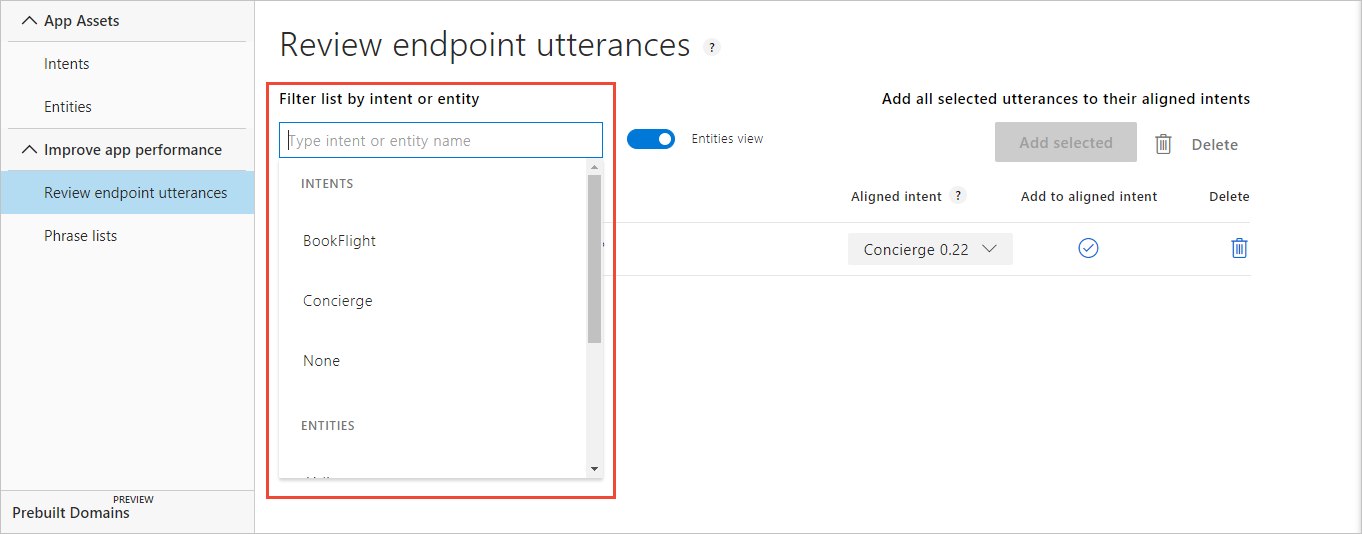 App Assets
Intents
Entities
Improve app performance
Review endpoint utterances
Phrase lists
PREVIEW
Prebuilt Domains
Review endpoint utterances ?
Filter list by intent or entity
Add all selected utterances to their aligned intents
Type intent or entity name
Entities view
Add selected
Delete
INTENTS
BookFlight
Concierge
None
ENTITIES
Aligned intent ?
Add to aligned intent
Delete
Concierge 0.22